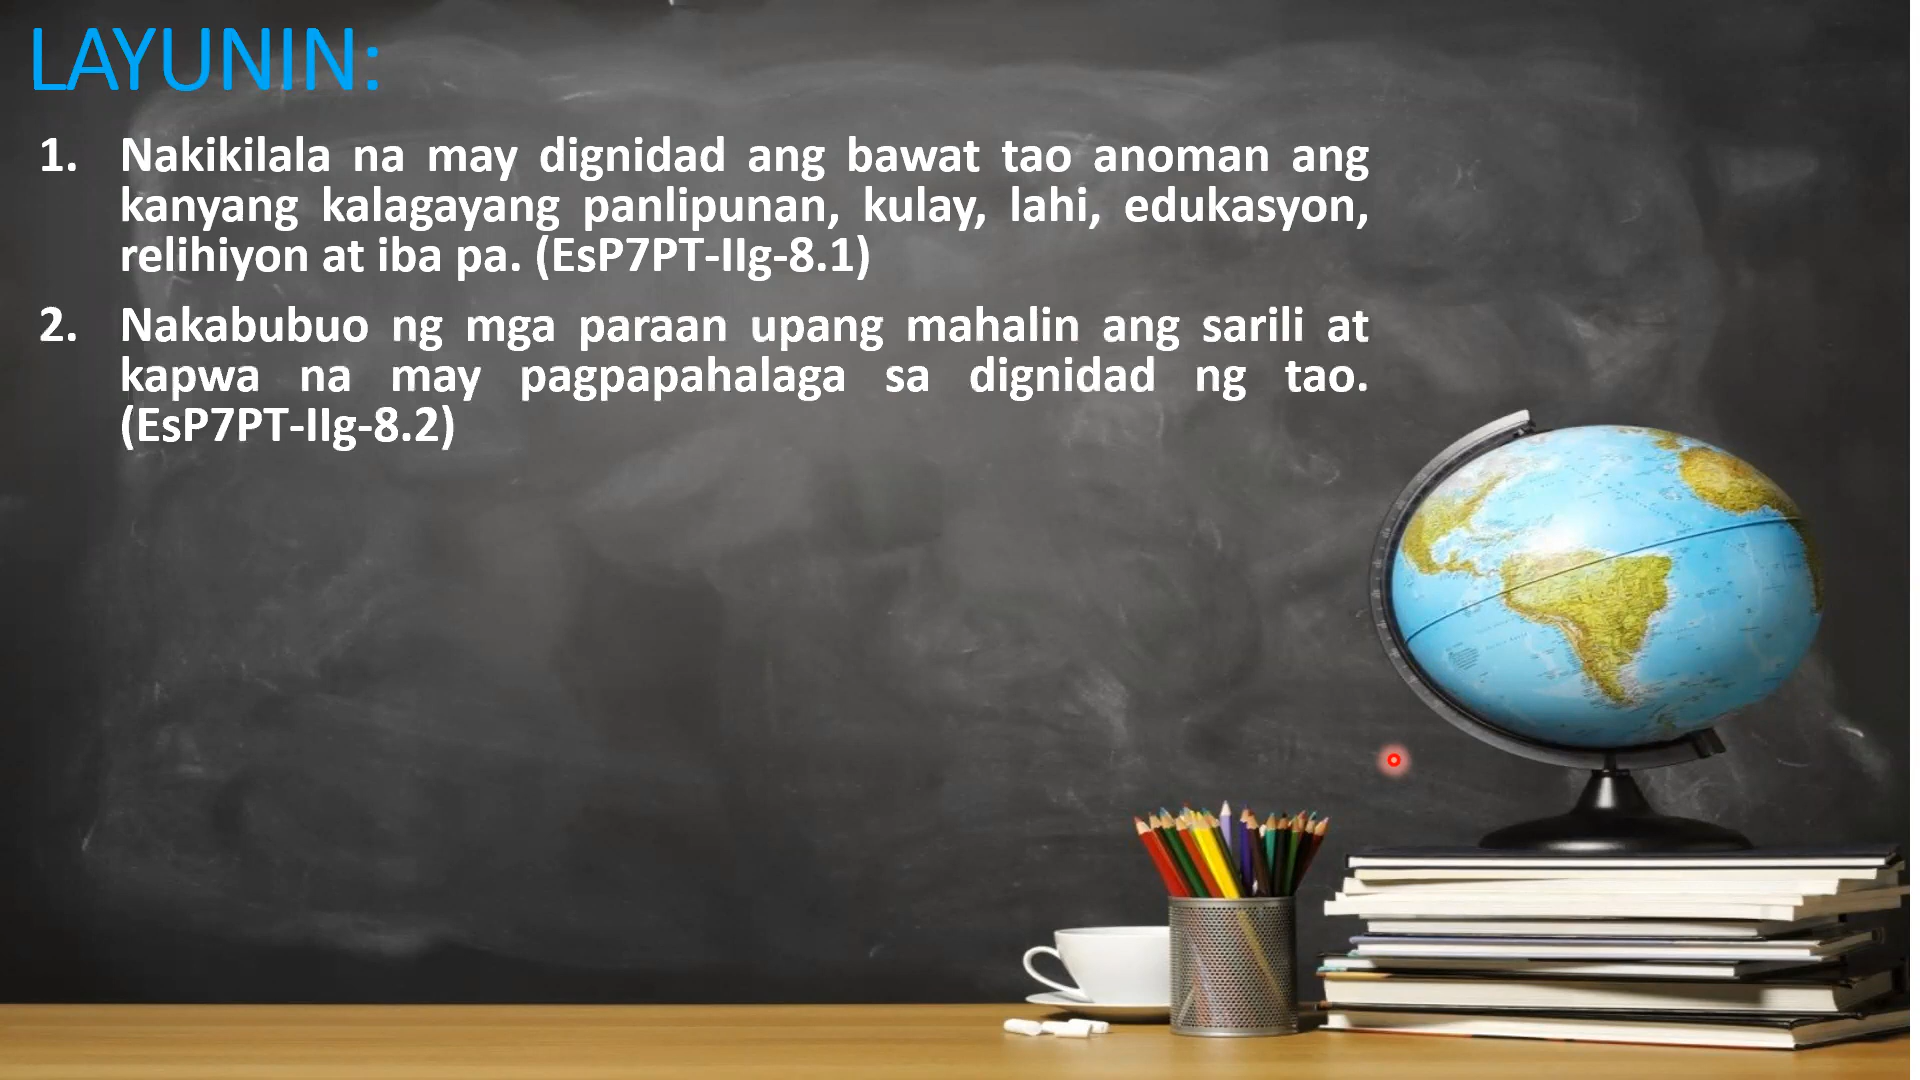 LAYUNIN:
1. Nakikilala na may dignidad ang bawat tao anoman ang
kanyang kalagayang panlipunan, kulay, lahi, edukasyon,
relihiyon at iba pa. (EsP7PT-IIg-8.1)
2. Nakabubuo ng mga paraan upang mahalin ang sarili at
kapwa na may pagpapahalaga sa dignidad ng tao.
(EsP7PT-IIg-8.2)